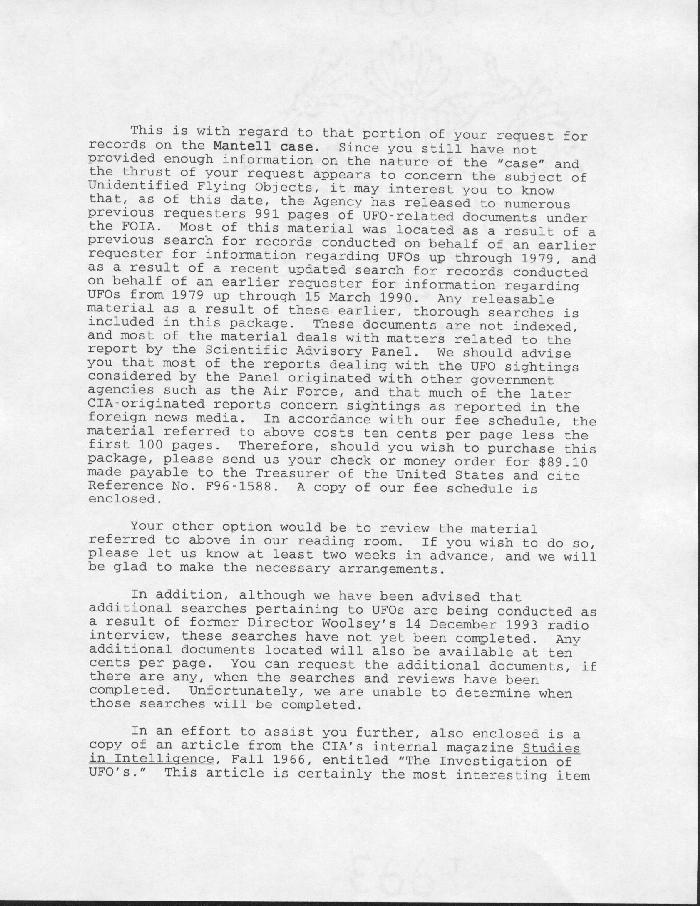 This is with regard to that portion of your request for
records on the Mantell case. Since you still have not
provided enough information on the nature of the "case" and
the thrust of your request appears to concern the subject of
Unidentified Flying Objects, it may interest you to know
that, as of this date, the Agency has released to numerous
previous requesters 991 pages of UFO-related documents under
the FOIA. Most of this material was located as a result of a
previous search for records conducted on behalf of an earlier
requester for information regarding UFOs up through 1979, and
as a result of a recent updated search for records conducted
on behalf of an earlier requester for information regarding
UFOs from 1979 up through 15 March 1990. Any releasable
material as a result of these earlier, thorough searches is
included in this package. These documents are not indexed,
and most of the material deals with matters related to the
report by the Scientific Advisory Panel. We should advise
you that most of the reports dealing with the UFO sightings
considered by the Panel originated with other government
agencies such as the Air Force, and that much of the later
CIA-originated reports concern sightings as reported in the
foreign news media. In accordance with our fee schedule, the
material referred to above costs ten cents per page less the
first 100 pages. Therefore, should you wish to purchase this
package, please send us your check or money order for $89.10
made payable to the Treasurer of the United States and cite
Reference No. F96-1588. A copy of our fee schedule is
enclosed.
Your other option would be to review the material
referred to above in our reading room. If you wish to do so,
please let us know at least two weeks in advance, and we will
be glad to make the necessary arrangements.
In addition, although we have been advised that
additional searches pertaining to UFOs are being conducted as
a result of former Director Woolsey's 14 December 1993 radio
interview, these searches have not yet been completed. Any
additional documents located will also be available at ten
cents per page. You can request the additional documents, if
there are any, when the searches and reviews have been
completed. Unfortunately, we are unable to determine when
those searches will be completed.
In an effort to assist you further, also enclosed is a
copy of an article from the CIA's internal magazine Studies
in Intelligence, Fall 1966, entitled "The Investigation of
UFO's." This article is certainly the most interesting item